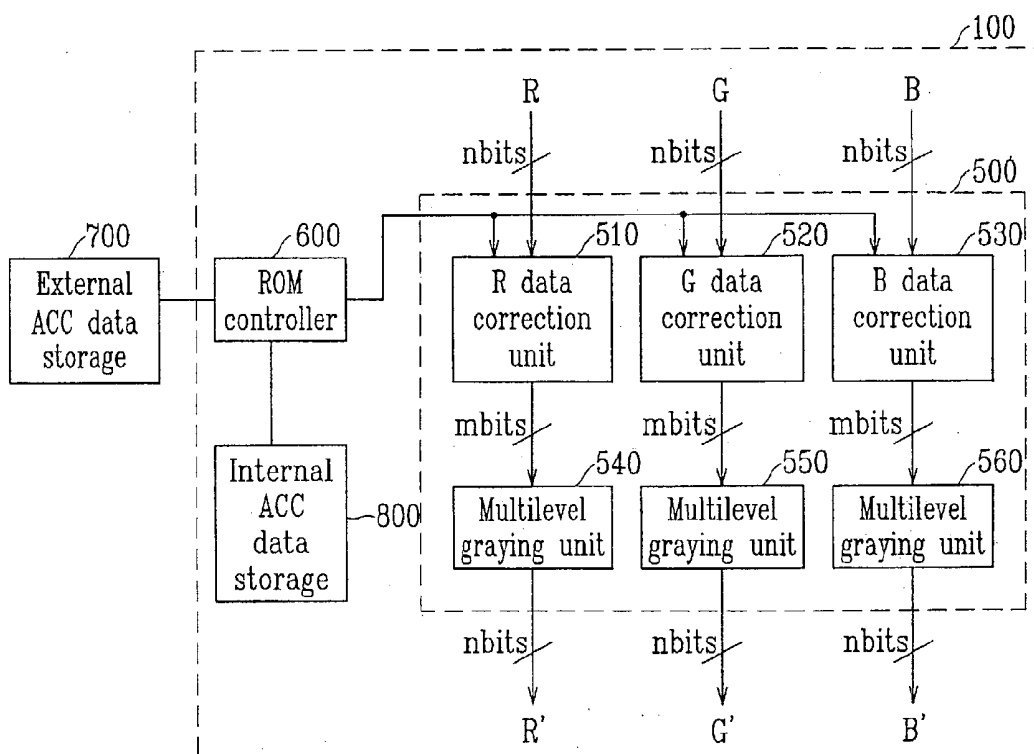 100
R G B
nbits nbits nbits
500
700 600 510 520 530
External
ACC data
storage
ROM
controller
R data
correction
unit
G data
correction
unit
B data
correction
unit
mbits mbits mbits
Internal
ACC
data
storage
800
540 550 560
Multilevel
graying unit
Multilevel
graying unit
Multilevel
graying unit
nbits nbits nbits
R' G' B'